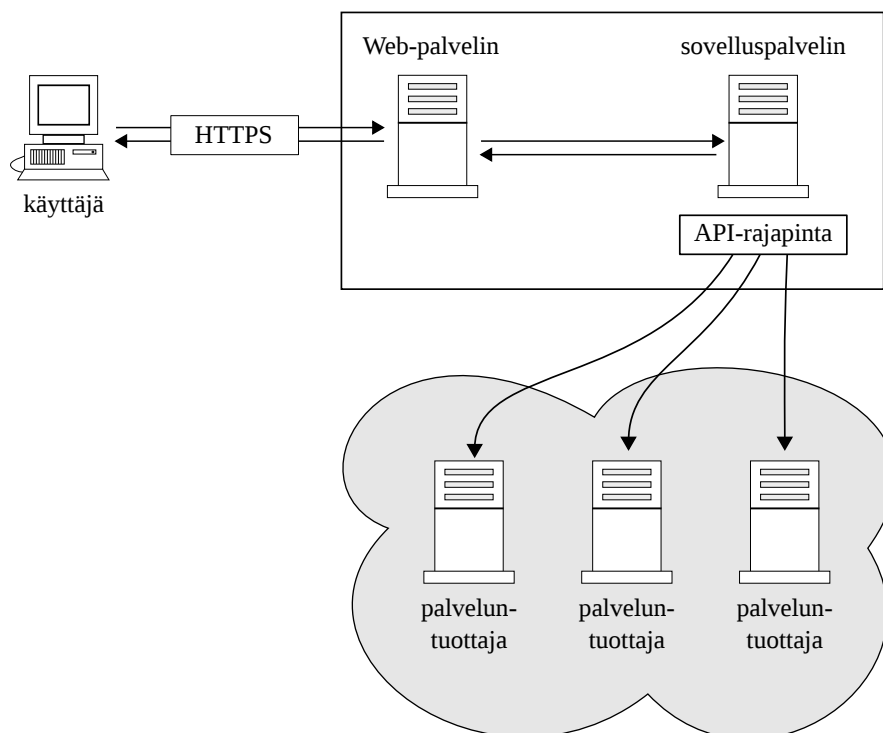 Web-palvelin
sovelluspalvelin
HTTPS
käyttäjä
API-rajapinta
palvelun-
tuottaja
palvelun-
tuottaja
palvelun-
tuottaja